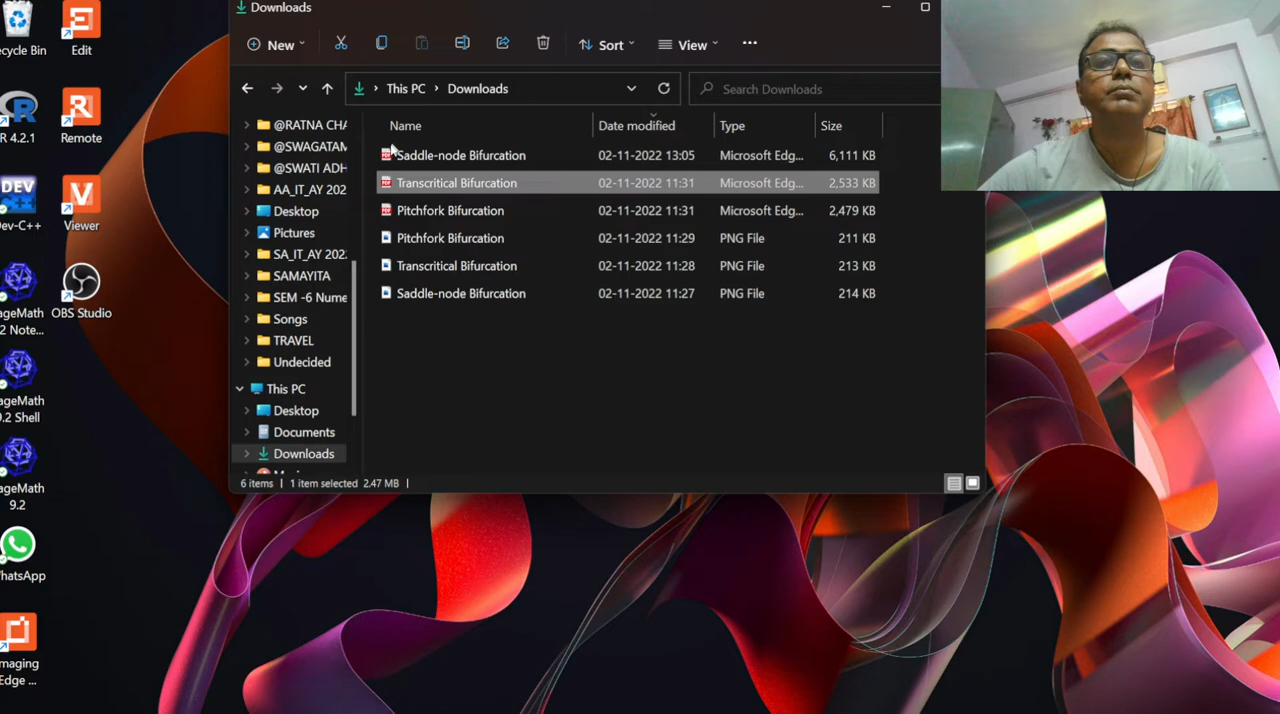 Downloads
New
Sort
View
This PC > Downloads
Search Downloads
Name Date modified Type Size
Saddle-node Bifurcation 02-11-2022 13:05 Microsoft Edg... 6,111 KB
Transcritical Bifurcation 02-11-2022 11:31 Microsoft Edg... 2,533 KB
Pitchfork Bifurcation 02-11-2022 11:31 Microsoft Edg... 2,479 KB
Pitchfork Bifurcation 02-11-2022 11:29 PNG File 211 KB
Transcritical Bifurcation 02-11-2022 11:28 PNG File 213 KB
Saddle-node Bifurcation 02-11-2022 11:27 PNG File 214 KB
@RATNA CHA
@SWAGATAM
@SWATI ADH
AA_IT_AY 202
Desktop
Pictures
SA_IT_AY 202
SAMAYITA
SEM -6 Nume
Songs
TRAVEL
Undecided
This PC
Desktop
Documents
Downloads
6 items 1 item selected 2.47 MB
ecycle Bin
Edit
R 4.2.1
Remote
DEV
Dev-C++
Viewer
ageMath
2 Note...
OBS Studio
ageMath
9.2 Shell
ageMath
9.2
hatsApp
maging
Edge ...